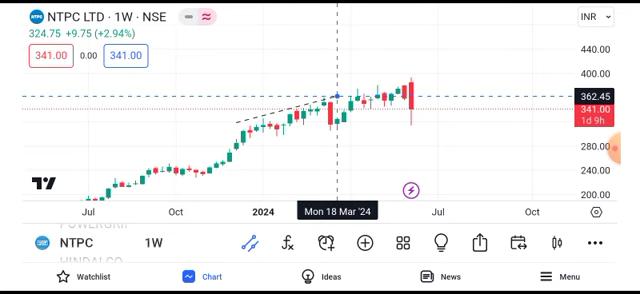 NTPC LTD · 1W · NSE
INR
324.75 +9.75 (+2.94%)
341.00 0.00 341.00
440.00
400.00
362.45
341.00
1d 9h
280.00
240.00
200.00
Jul Oct 2024 Mon 18 Mar '24 Jul Oct
NTPC 1W
HINDALCO
Watchlist Chart Ideas News Menu